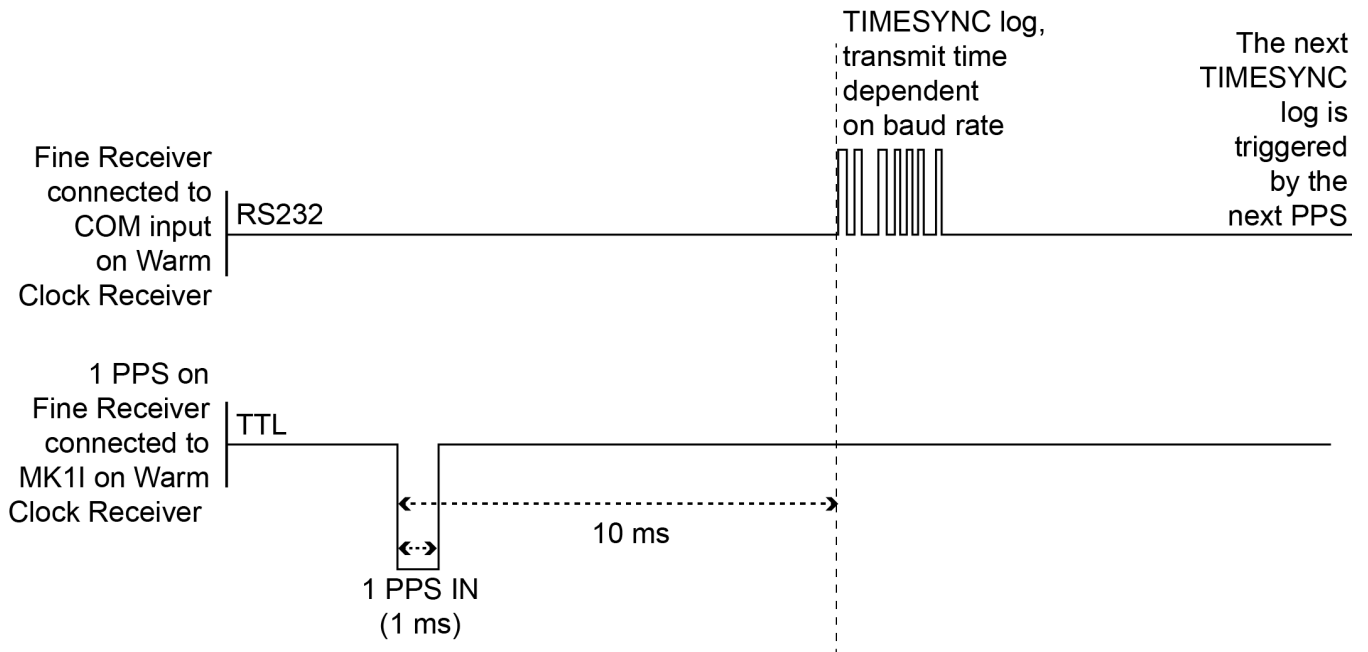 TIMESYNC log,
transmit time
dependent
on baud rate
The next
TIMESYNC
log is
triggered
by the
next PPS
Fine Receiver
connected to
COM input
on Warm
Clock Receiver
RS232
1 PPS on
Fine Receiver
connected to
MK1I on Warm
Clock Receiver
TTL
10 ms
1 PPS IN
(1 ms)